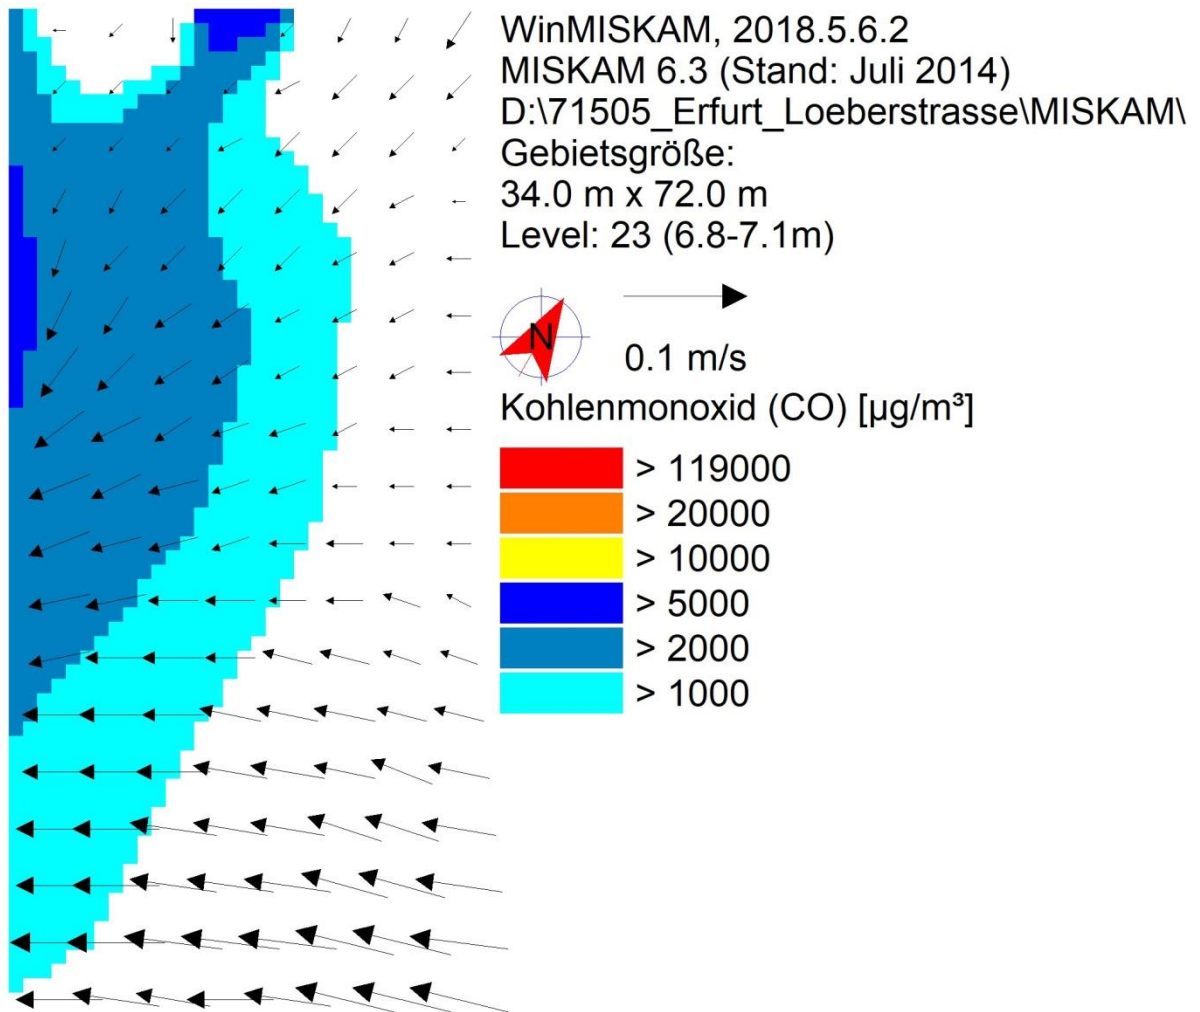 WinMISKAM, 2018.5.6.2
MISKAM 6.3 (Stand: Juli 2014)
D:\71505_Erfurt_Loeberstrasse\MISKAM\
Gebietsgröße:
34.0 m x 72.0 m
Level: 23 (6.8-7.1m)
N
0.1 m/s
Kohlenmonoxid (CO) [µg/m³]
> 119000
> 20000
> 10000
> 5000
> 2000
> 1000